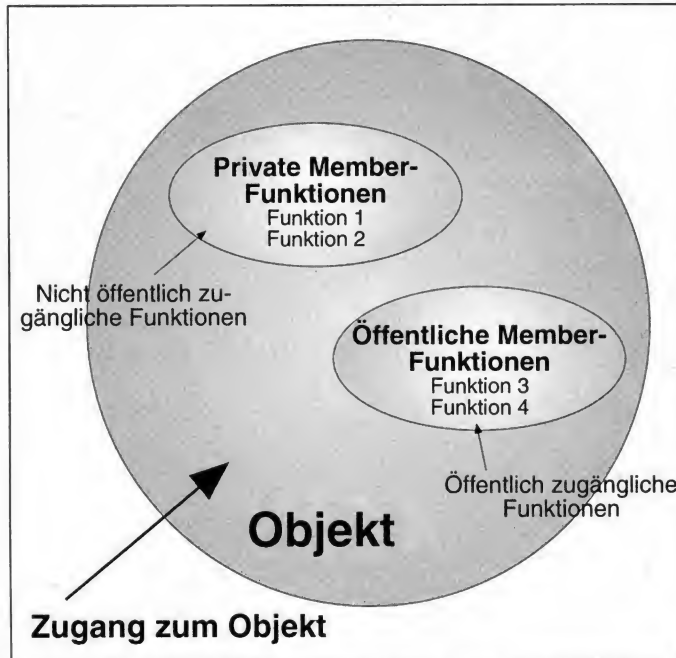 Private Member-
Funktionen
Funktion 1
Funktion 2
Nicht öffentlich zu-
gängliche Funktionen
Öffentliche Member-
Funktionen
Funktion 3
Funktion 4
Öffentlich zugängliche
Funktionen
Objekt
Zugang zum Objekt